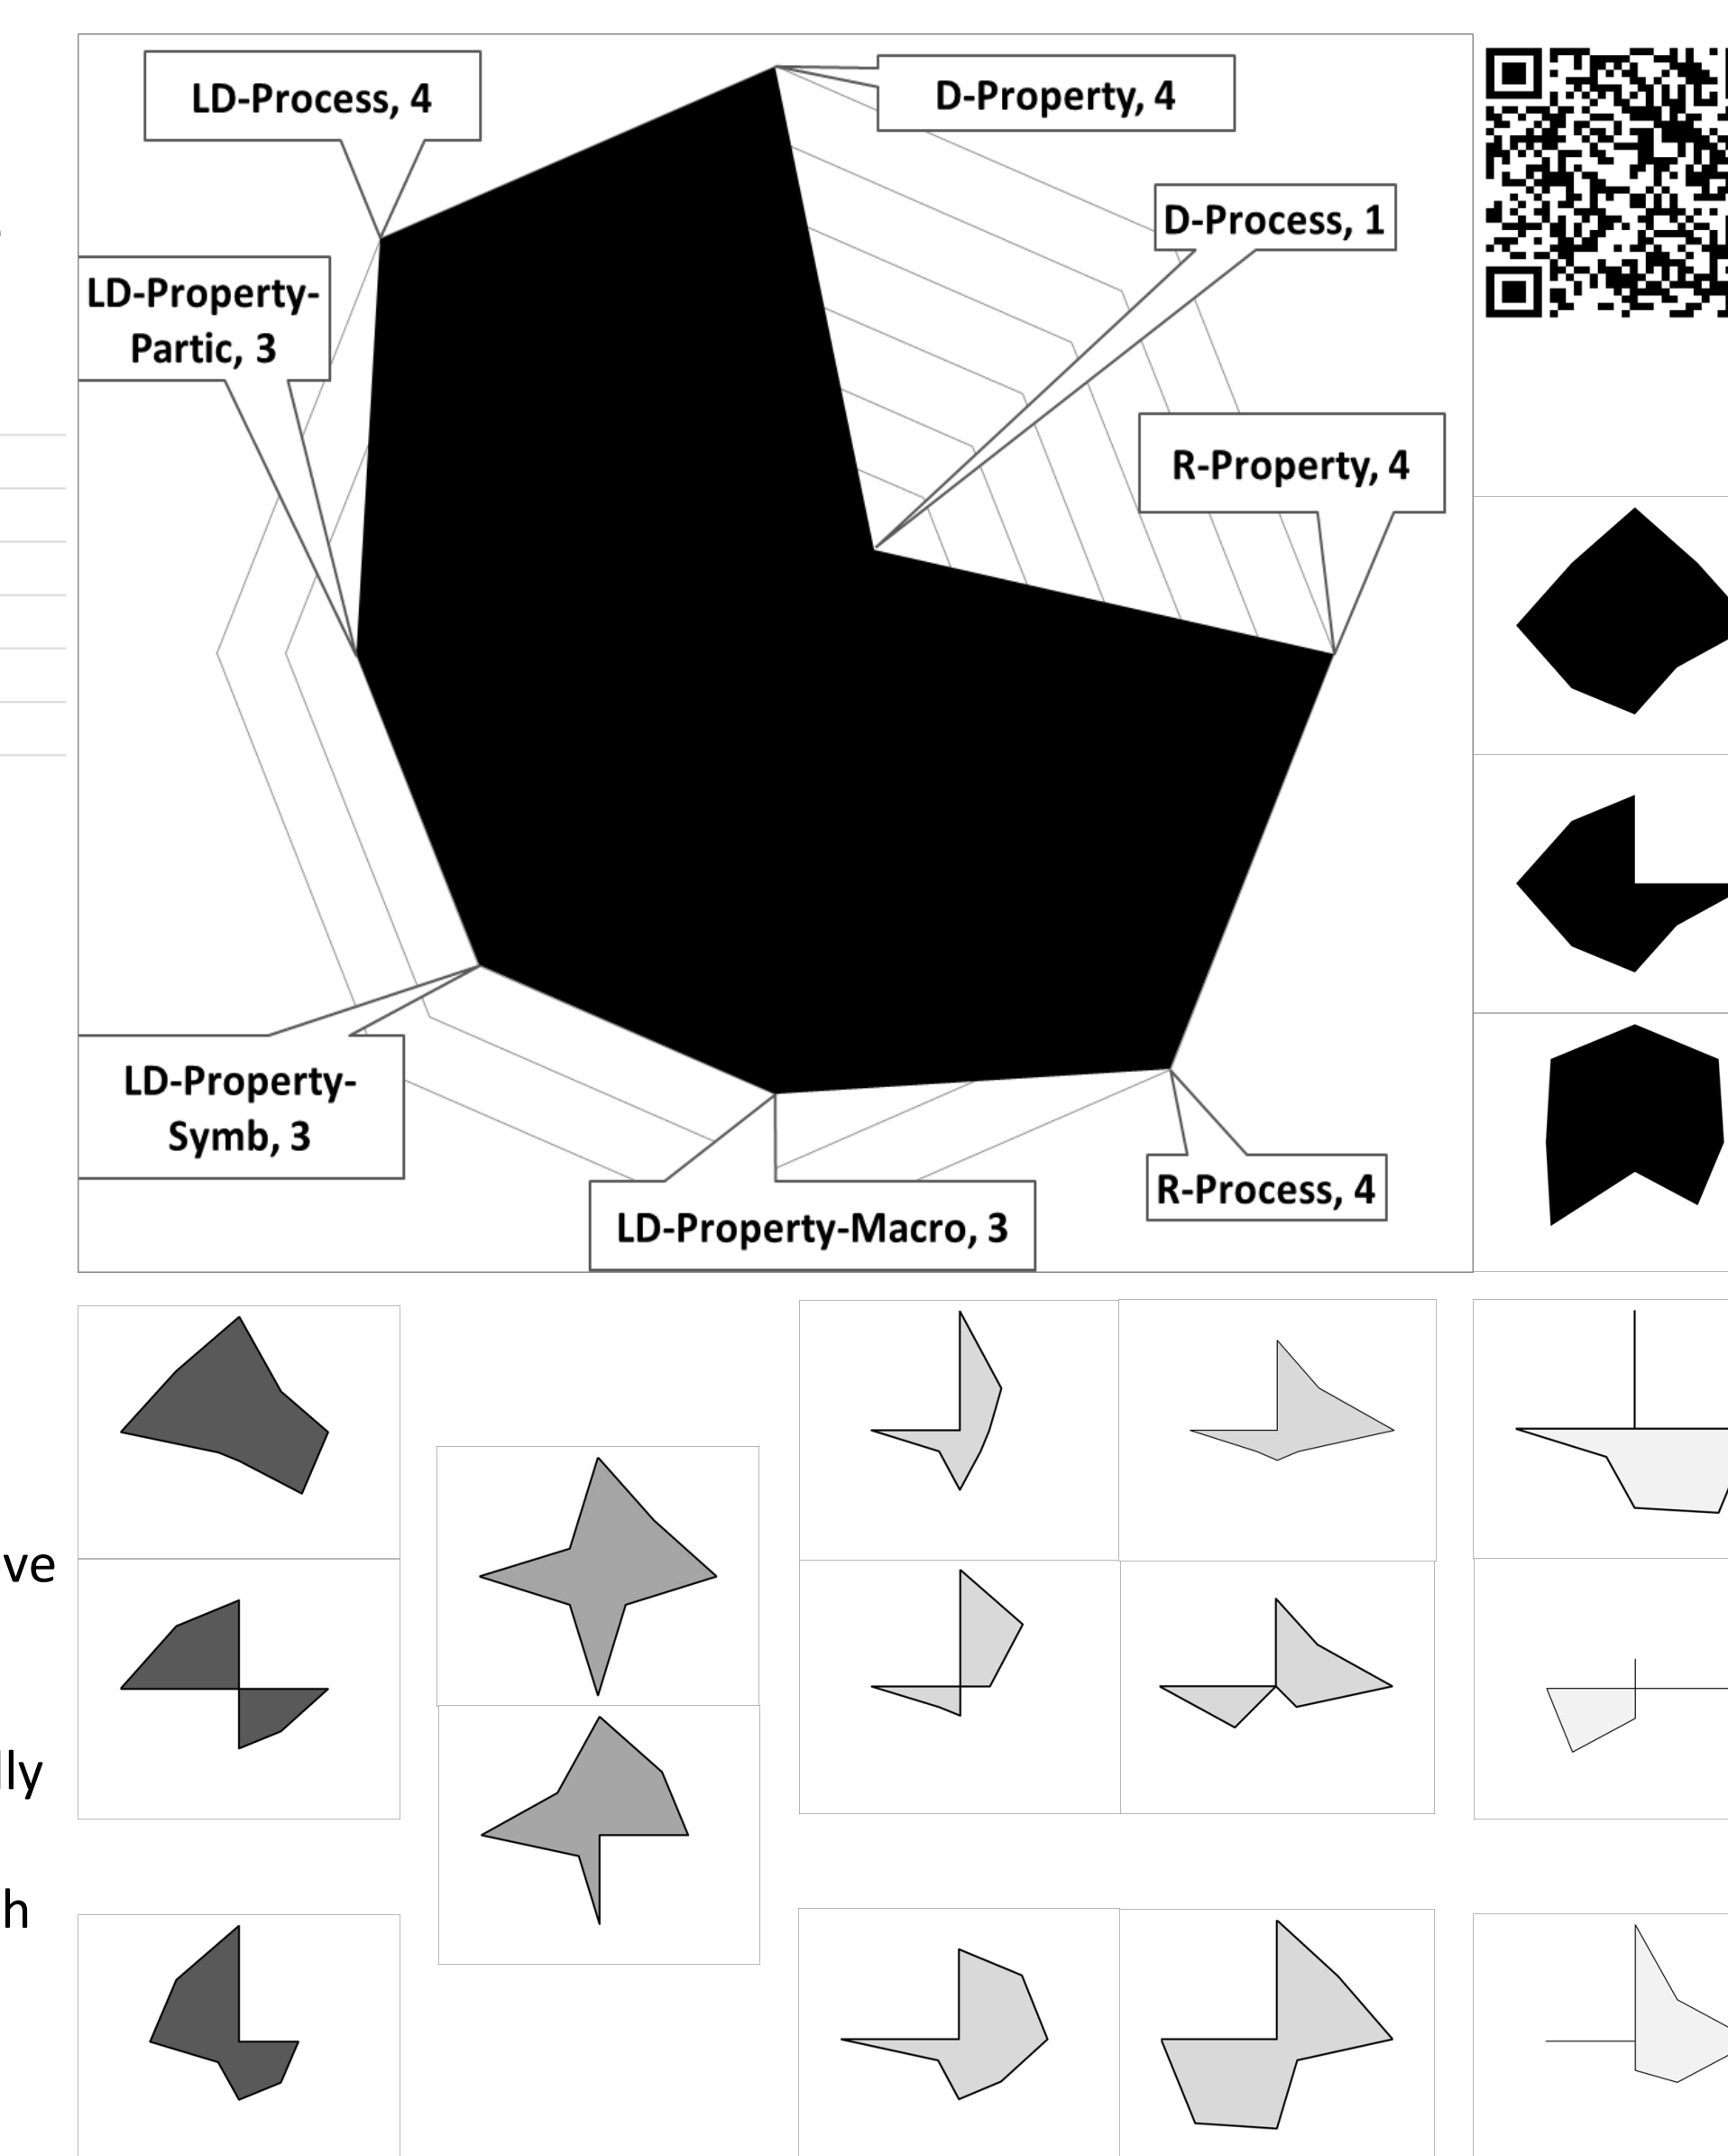 LD-Process, 4
D-Property, 4
D-Process, 1
LD-Property-
Partic, 3
R-Property, 4
LD-Property-
Symb, 3
LD-Property-Macro, 3
R-Process, 4
ve
lly
h